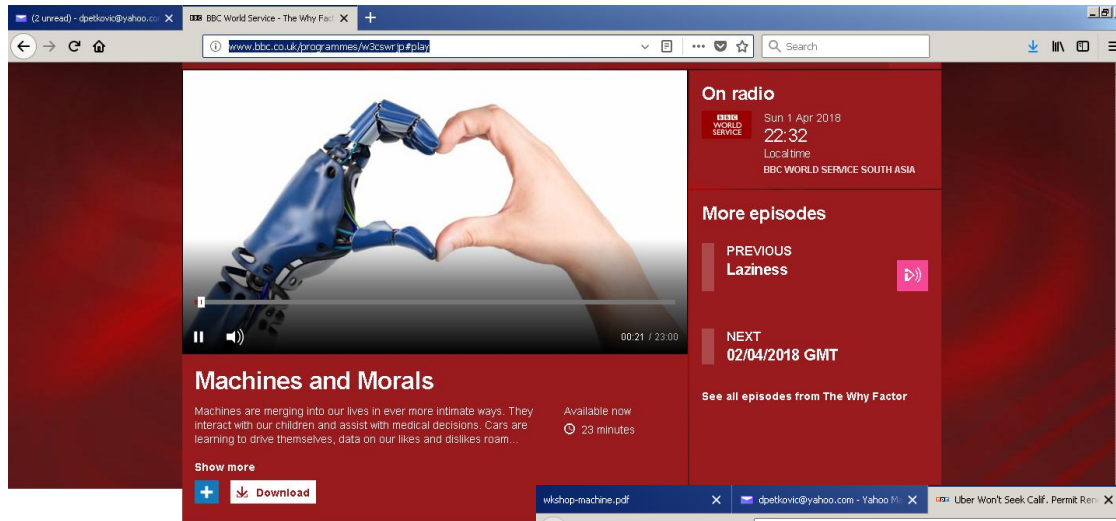 (2 unread) - dpetkovic@yahoo.co
BBC World Service - The Why Fact
www.bbc.co.uk/programmes/w3cswrjp#play
Search
On radio
BBC WORLD SERVICE
Sun 1 Apr 2018
22:32
Local time
BBC WORLD SERVICE SOUTH ASIA
More episodes
PREVIOUS
Laziness
00:21 / 23:00
NEXT
02/04/2018 GMT
See all episodes from The Why Factor
Machines and Morals
Machines are merging into our lives in ever more intimate ways. They
interact with our children and assist with medical decisions. Cars are
learning to drive themselves, data on our likes and dislikes roam...
Available now
23 minutes
Show more
Download
wkshop-machine.pdf
dpetkovic@yahoo.com - Yahoo M
Uber Won't Seek Calif. Permit Ren